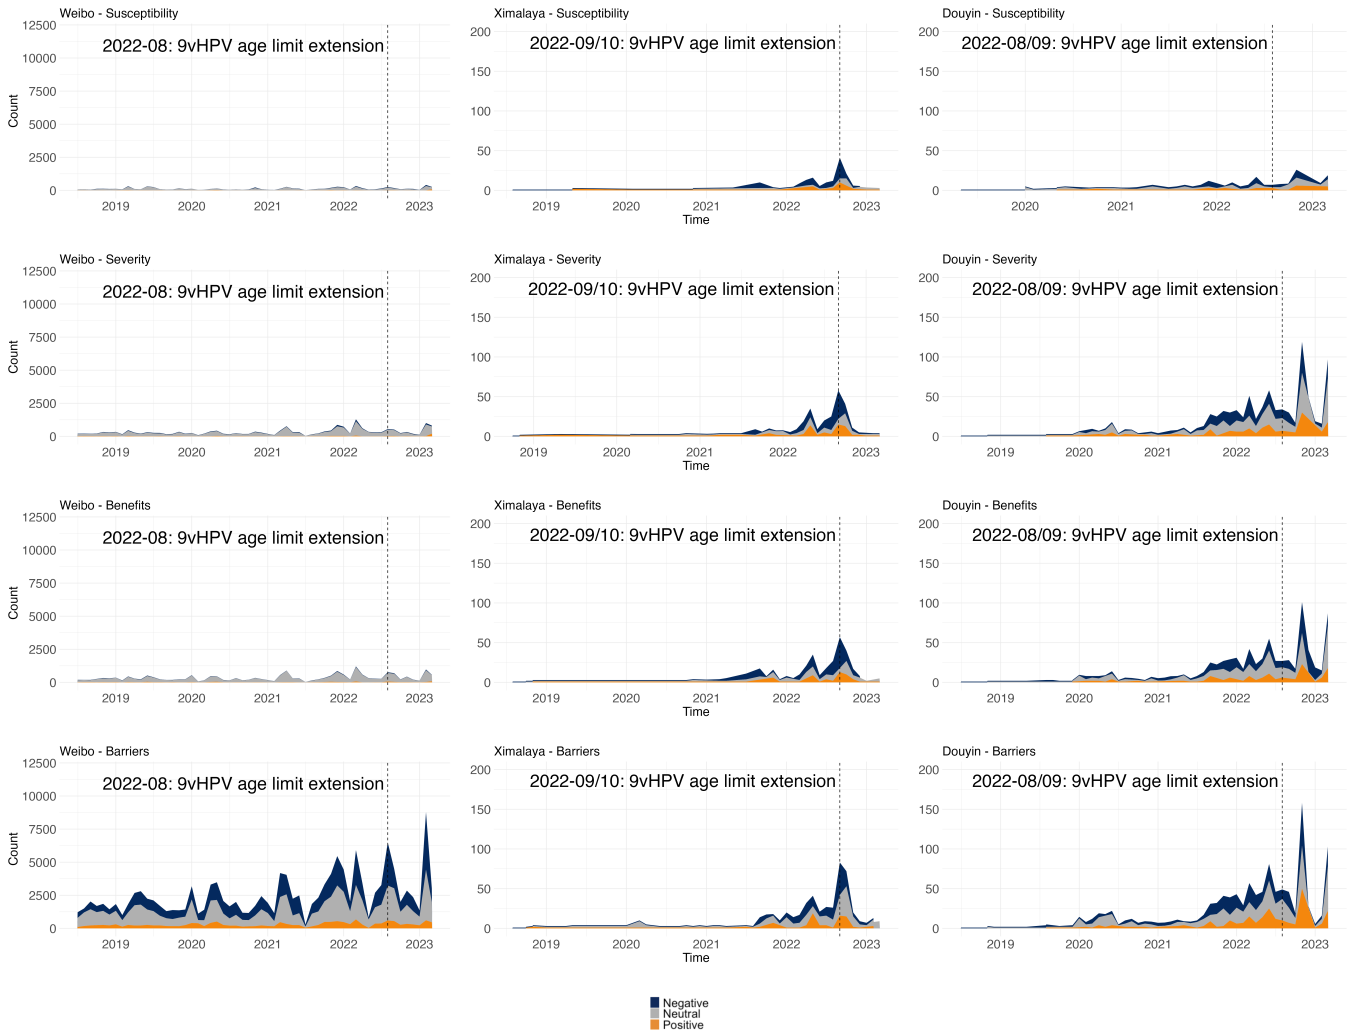 Weibo - Susceptibility
12500
10000
7500
5000
2500
0
Count
2022-08: 9vHPV age limit extension
2019 2020 2021 2022 2023
Ximalaya - Susceptibility
200
150
100
50
0
2022-09/10: 9vHPV age limit extension
2019 2020 2021 2022 2023
Time
Douyin - Susceptibility
200
150
100
50
0
2022-08/09: 9vHPV age limit extension
2020 2021 2022 2023
Weibo - Severity
12500
10000
7500
5000
2500
0
Count
2022-08: 9vHPV age limit extension
2019 2020 2021 2022 2023
Ximalaya - Severity
200
150
100
50
0
2022-09/10: 9vHPV age limit extension
2019 2020 2021 2022 2023
Time
Douyin - Severity
200
150
100
50
0
2022-08/09: 9vHPV age limit extension
2019 2020 2021 2022 2023
Weibo - Benefits
12500
10000
7500
5000
2500
0
Count
2022-08: 9vHPV age limit extension
2019 2020 2021 2022 2023
Ximalaya - Benefits
200
150
100
50
0
2022-09/10: 9vHPV age limit extension
2019 2020 2021 2022 2023
Time
Douyin - Benefits
200
150
100
50
0
2022-08/09: 9vHPV age limit extension
2019 2020 2021 2022 2023
Weibo - Barriers
12500
10000
7500
5000
2500
0
Count
2022-08: 9vHPV age limit extension
2019 2020 2021 2022 2023
Ximalaya - Barriers
200
150
100
50
0
2022-09/10: 9vHPV age limit extension
2019 2020 2021 2022 2023
Time
Douyin - Barriers
200
150
100
50
0
2022-08/09: 9vHPV age limit extension
2019 2020 2021 2022 2023
Negative
Neutral
Positive